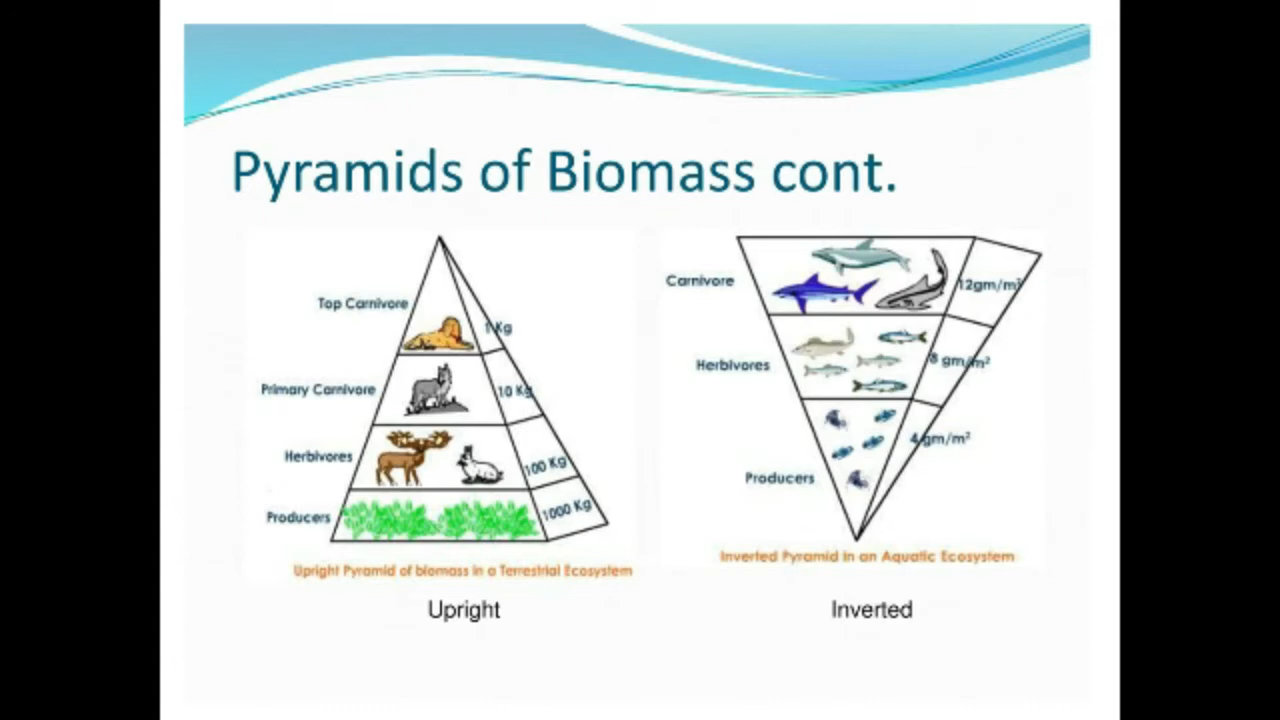 Pyramids of Biomass cont.
Top Carnivore
1 Kg
Primary Carnivore
10 Kg
Herbivores
100 Kg
Producers
1000 Kg
Upright Pyramid of biomass in a Terrestrial Ecosystem
Upright
Carnivore
12gm/m²
Herbivores
8 gm/m²
4 gm/m²
Producers
Inverted Pyramid in an Aquatic Ecosystem
Inverted